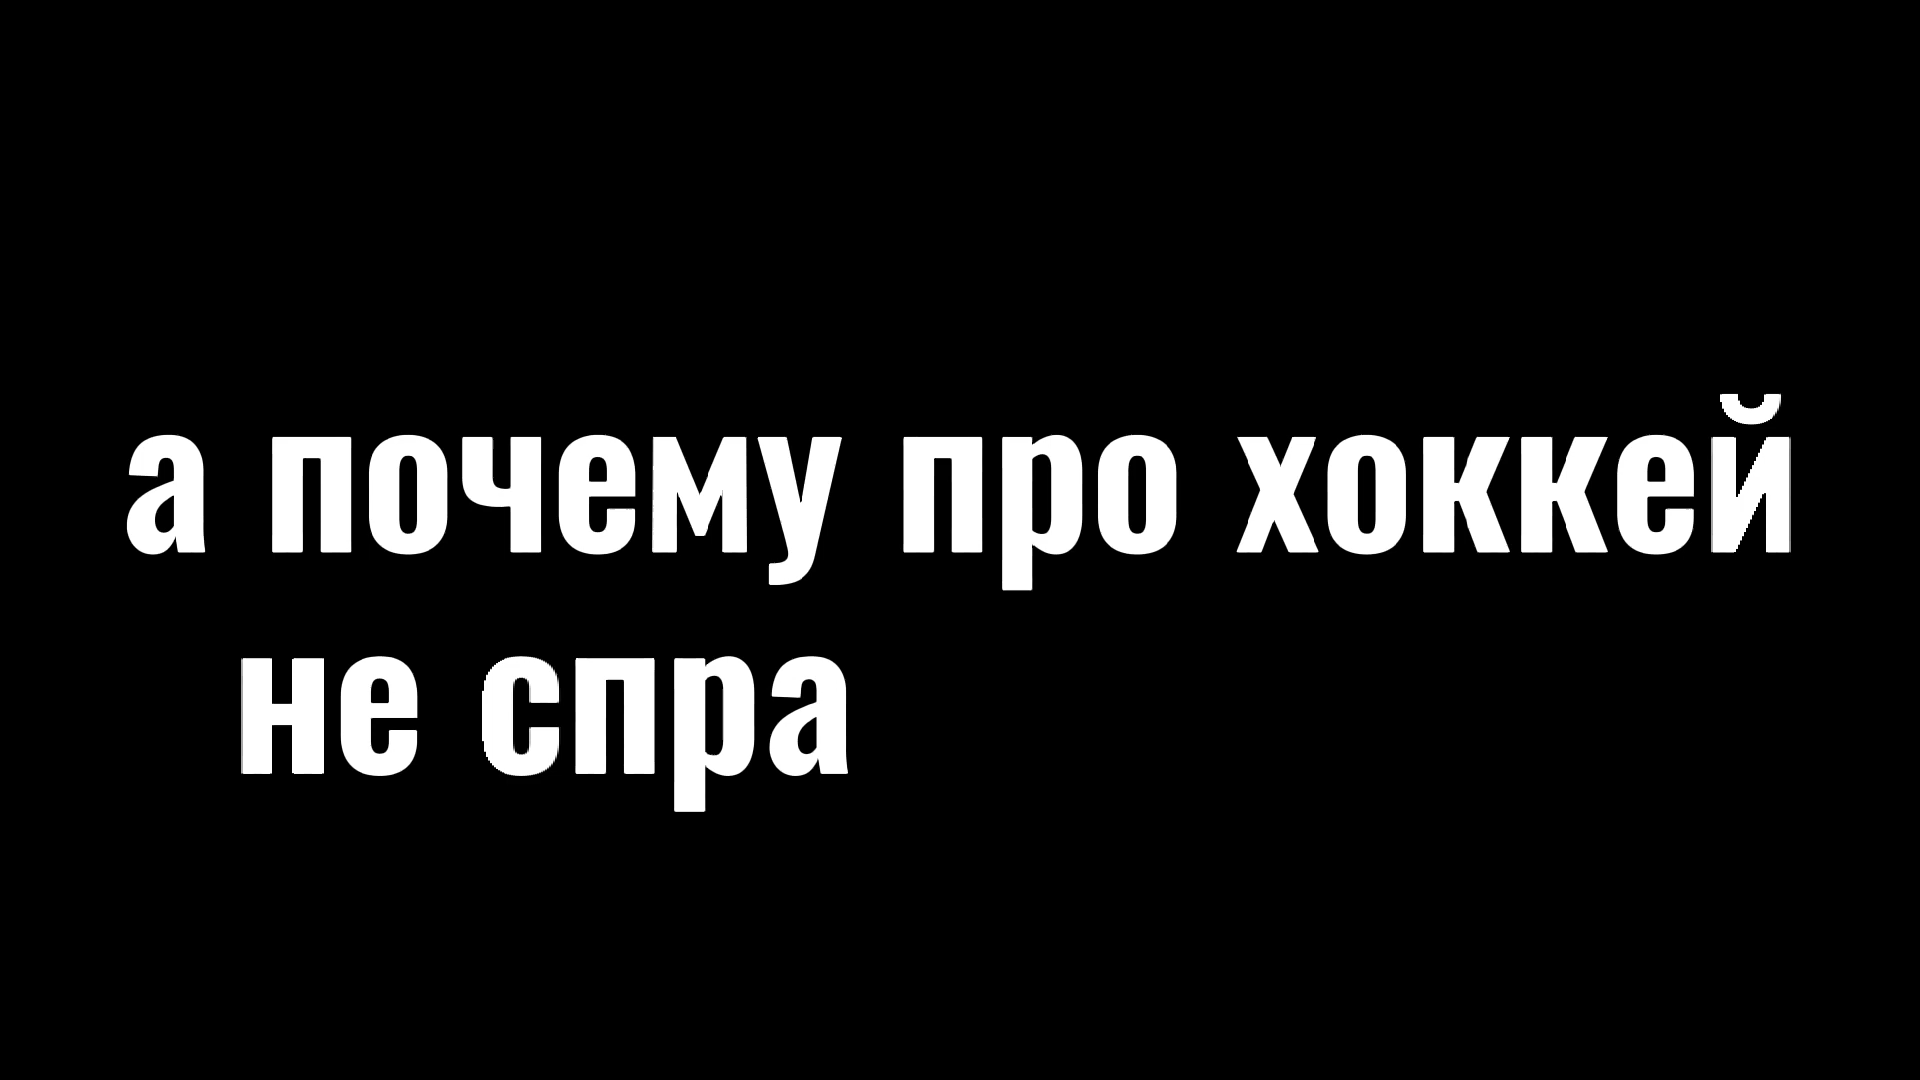 а почему про хоккей
не спра